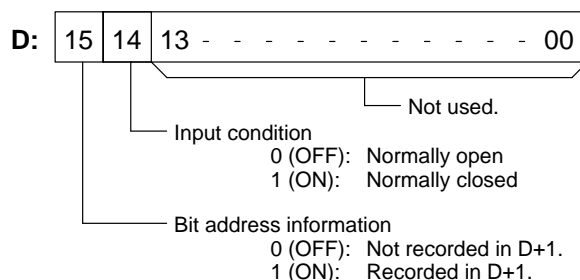 D: 15 14 13 - - - - - - - - - - - - 00
Not used.
Input condition
0 (OFF): Normally open
1 (ON): Normally closed
Bit address information
0 (OFF): Not recorded in D+1.
1 (ON): Recorded in D+1.